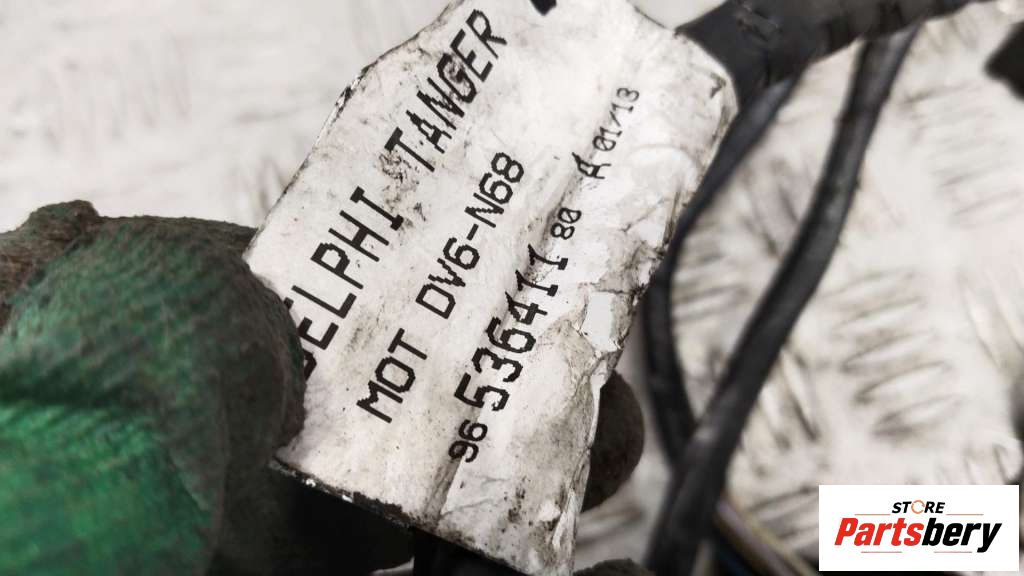 DELPHI TANGER
MOT DV6-N68
96 536411 80 A 01/13
STORE
Partsbery